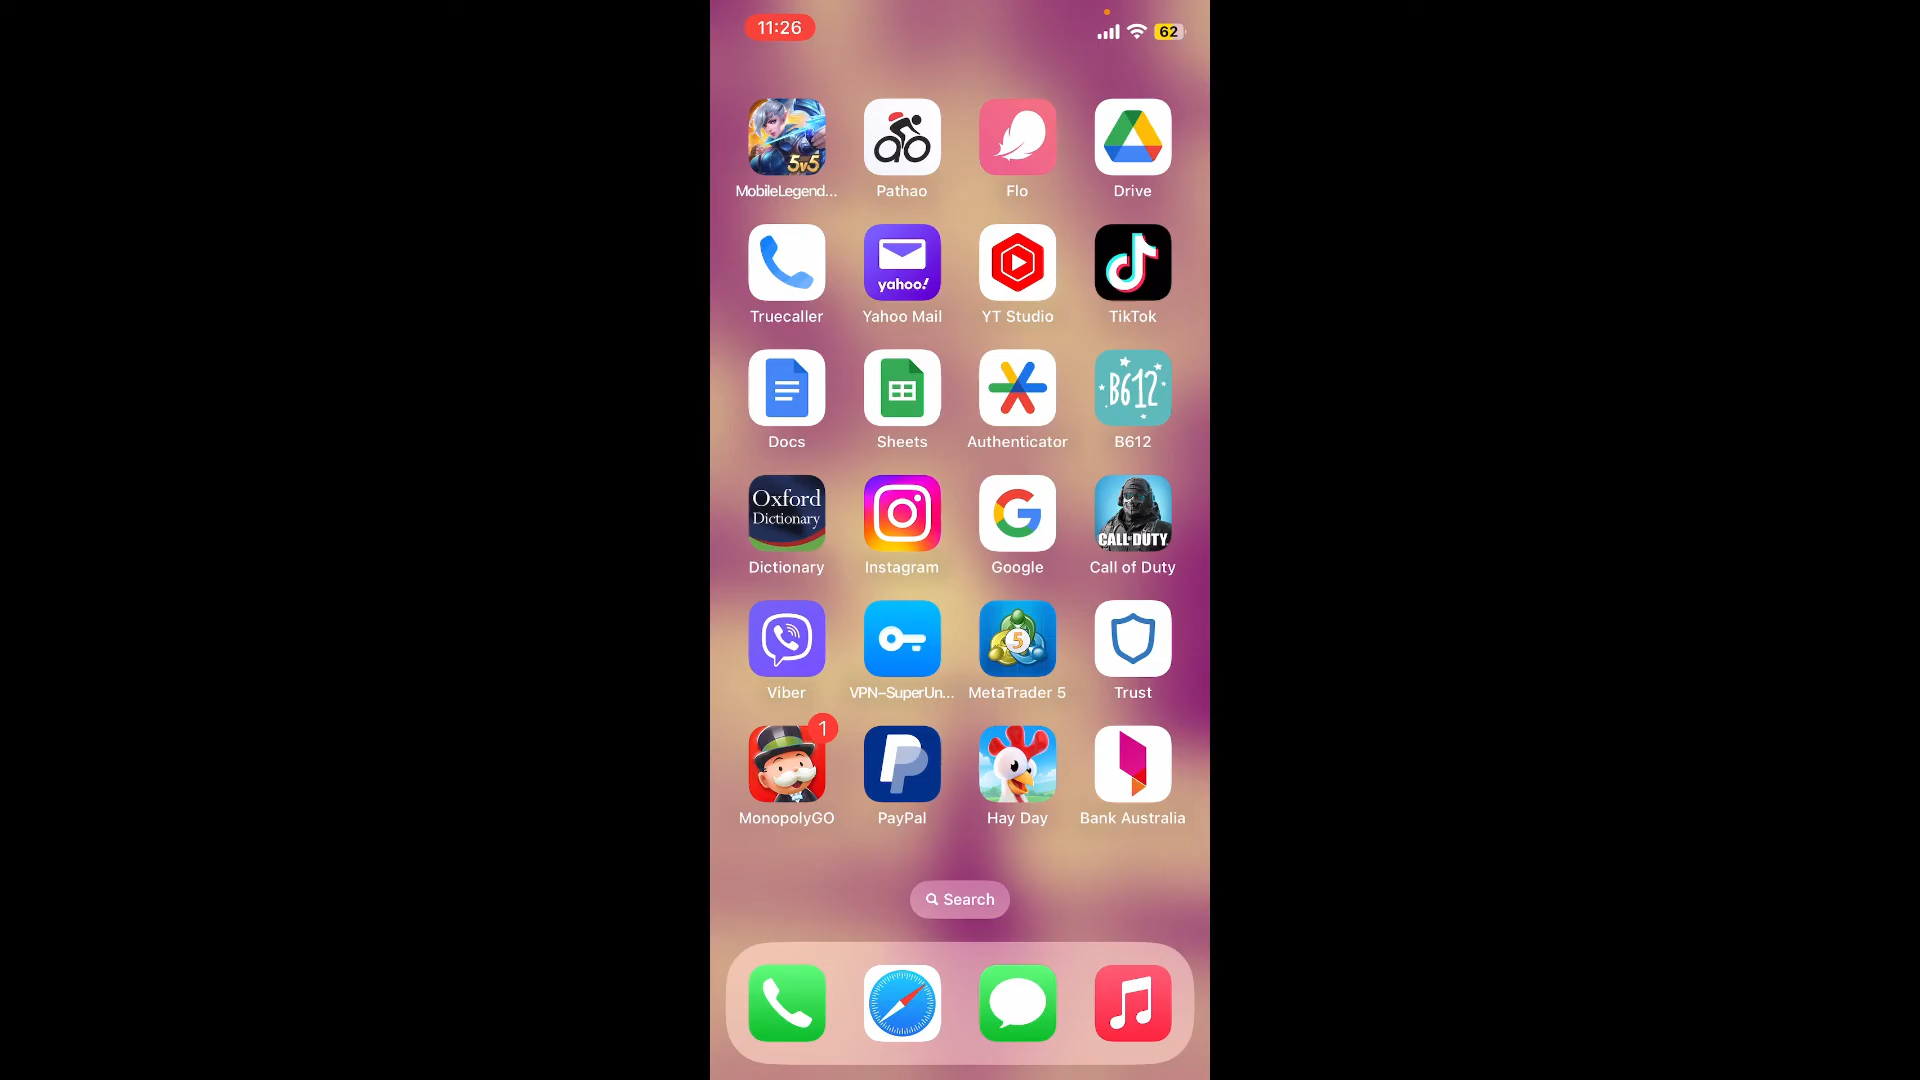 11:26
62
5v5
MobileLegend...
Pathao
Flo
Drive
yahoo!
Truecaller
Yahoo Mail
YT Studio
TikTok
B612
Docs
Sheets
Authenticator
B612
Oxford
Dictionary
CALL OF DUTY
Dictionary
Instagram
Google
Call of Duty
5
Viber
VPN–SuperUn...
MetaTrader 5
Trust
1
MonopolyGO
PayPal
Hay Day
Bank Australia
Search